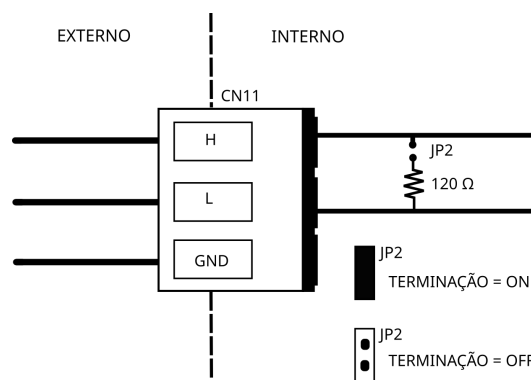 EXTERNO
INTERNO
CN11
H
JP2
120 Ω
L
GND
JP2
TERMINAÇÃO = ON
JP2
TERMINAÇÃO = OFF